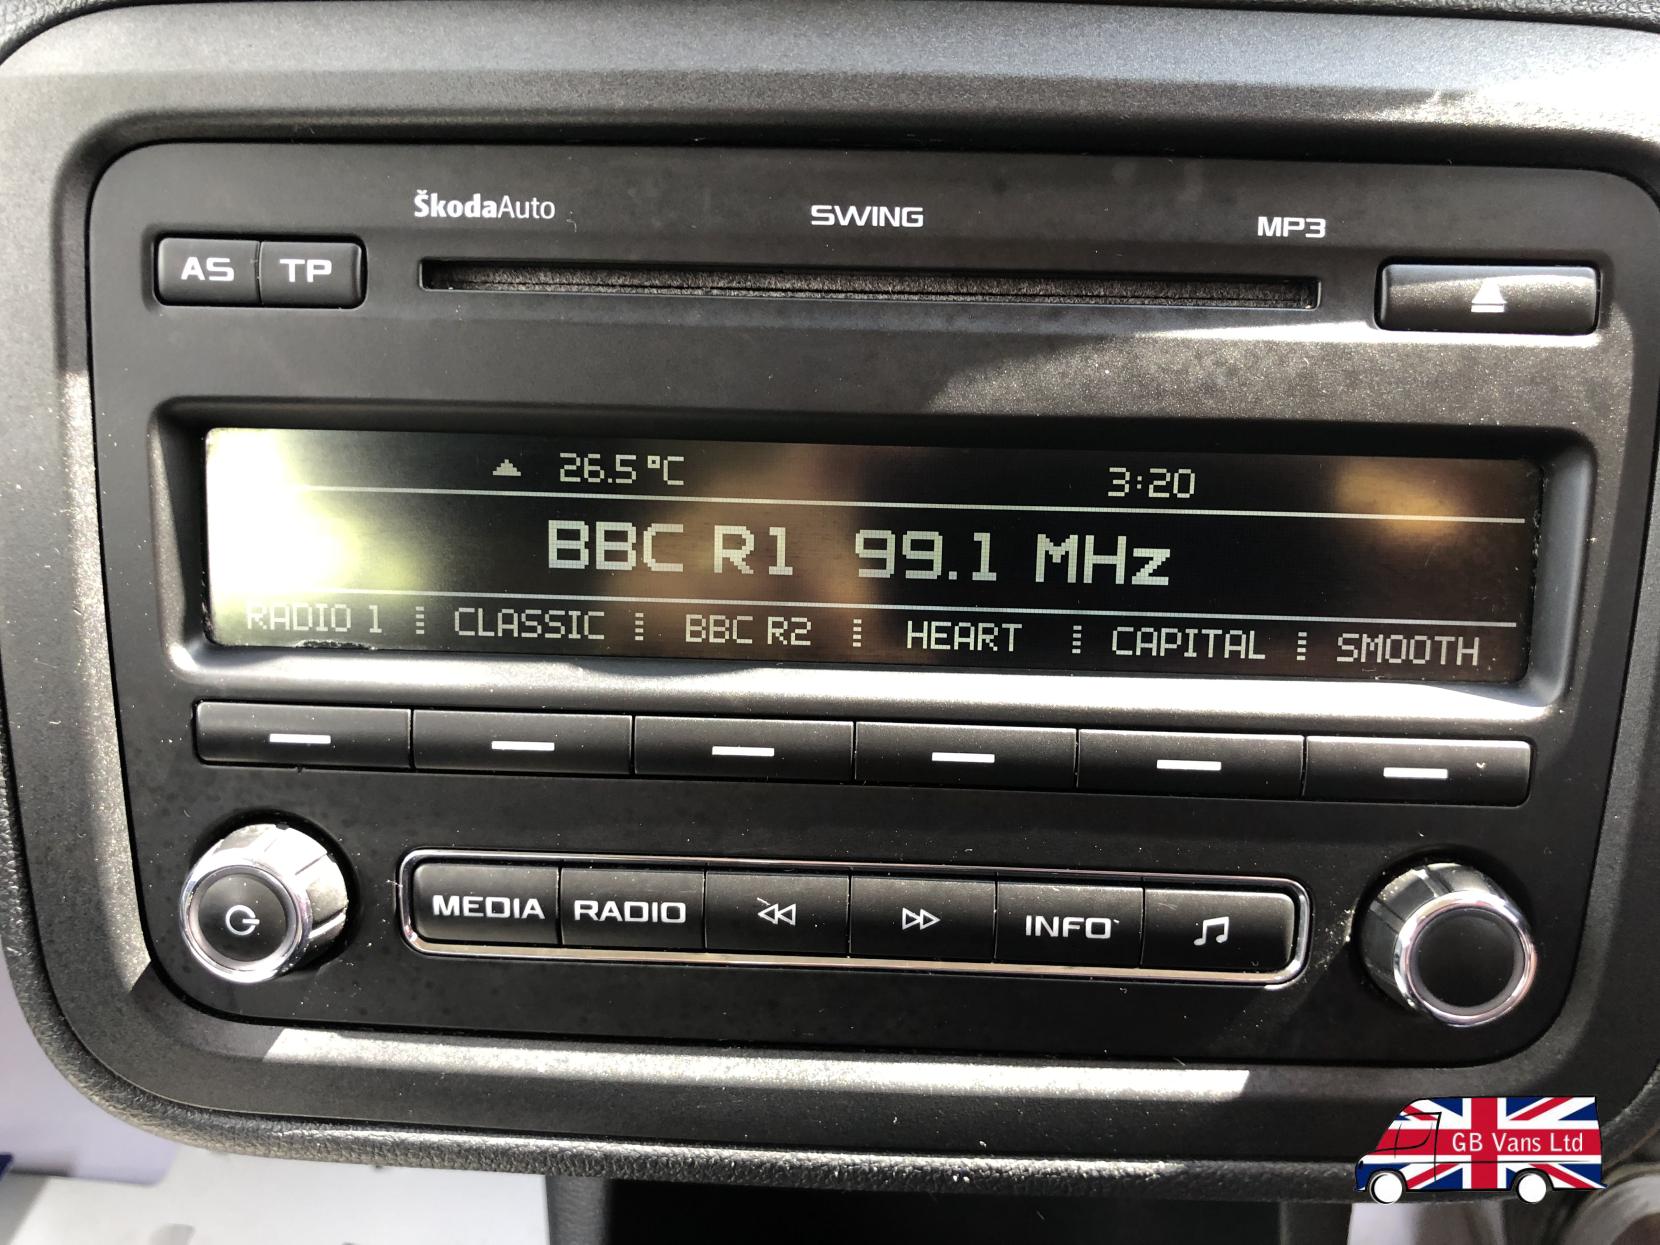 ŠkodaAuto SWING MP3
AS TP
26.5°C 3:20
BBC R1 99.1 MHz
RADIO 1 CLASSIC BBC R2 HEART CAPITAL SMOOTH
MEDIA RADIO INFO
GB Vans Ltd